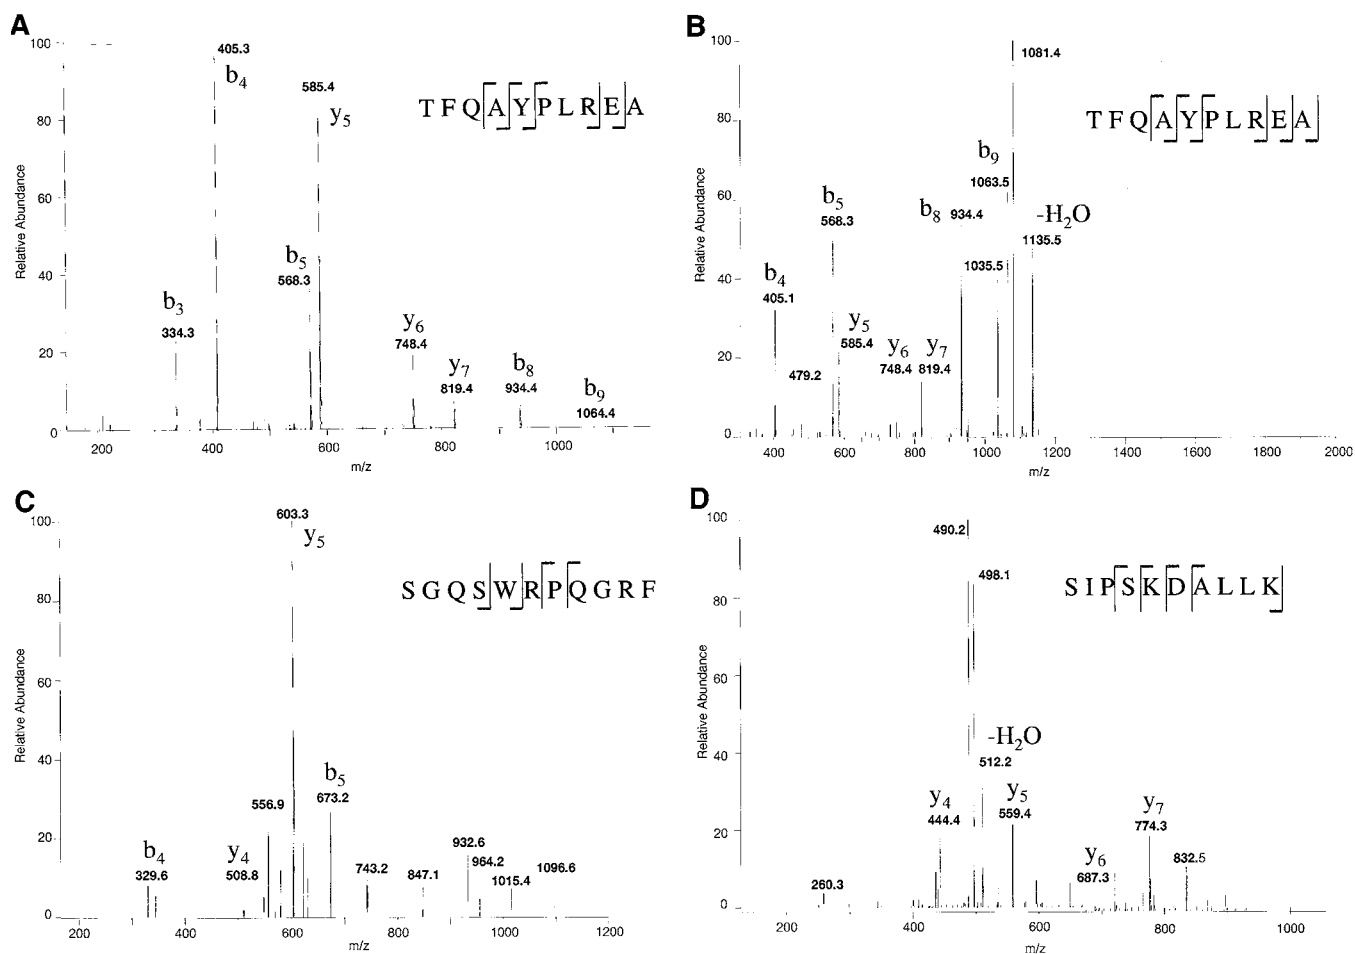 A
100
405.3
b4
585.4
y5
TFQAYPLREA
80
Relative Abundance
60
b5
568.3
40
b3
334.3
y6
748.4
20
y7
819.4
b8
934.4
b9
1064.4
0
200
400
600
800
1000
m/z
B
100
1081.4
80
TFQAYPLREA
Relative Abundance
b9
1063.5
60
b5
568.3
b8
934.4
-H2O
1135.5
40
b4
405.1
1035.5
y5
585.4
y6
748.4
y7
819.4
20
479.2
0
400
600
800
1000
1200
1400
1600
1800
2000
m/z
C
100
603.3
y5
SGQSWRPQGRF
80
Relative Abundance
60
40
b5
673.2
556.9
20
b4
329.6
y4
508.8
743.2
847.1
932.6
964.2
1015.4
1096.6
0
200
400
600
800
1000
1200
m/z
D
100
490.2
498.1
SIPSKDALLK
80
Relative Abundance
60
40
-H2O
512.2
y4
444.4
y5
559.4
y7
774.3
20
y6
687.3
832.5
260.3
0
200
400
600
800
1000
m/z